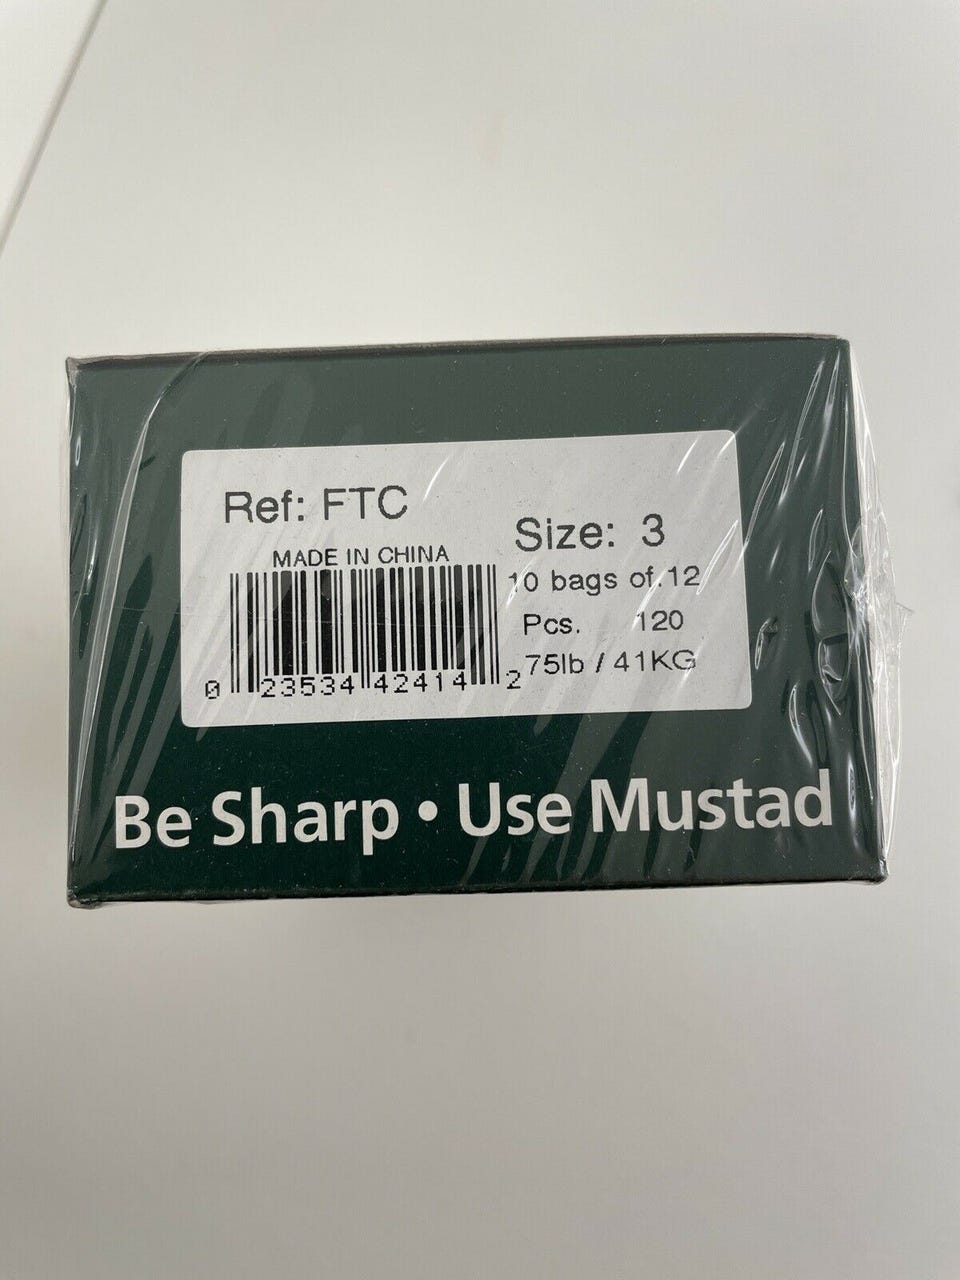 Ref: FTC
MADE IN CHINA
0 23534 42414 2
Size: 3
10 bags of 12
Pcs. 120
75lb / 41KG
Be Sharp • Use Mustad